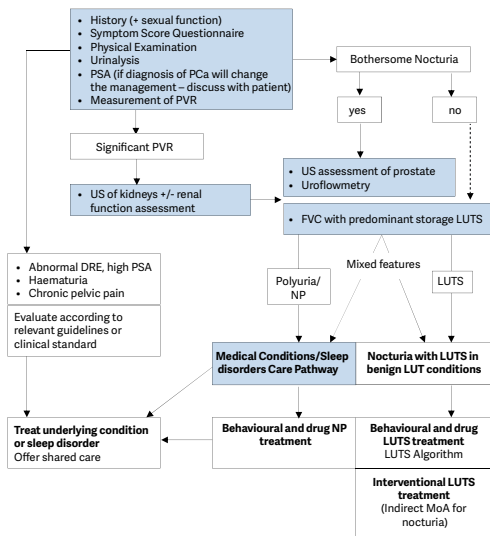 • History (+ sexual function)
• Symptom Score Questionnaire
• Physical Examination
• Urinalysis
• PSA (if diagnosis of PCa will change
the management – discuss with patient)
• Measurement of PVR
Bothersome Nocturia
yes
no
Significant PVR
• US assessment of prostate
• Uroflowmetry
• US of kidneys +/- renal
function assessment
• FVC with predominant storage LUTS
• Abnormal DRE, high PSA
• Haematuria
• Chronic pelvic pain
Evaluate according to
relevant guidelines or
clinical standard
Polyuria/
NP
Mixed features
LUTS
Medical Conditions/Sleep
disorders Care Pathway
Nocturia with LUTS in
benign LUT conditions
Treat underlying condition
or sleep disorder
Offer shared care
Behavioural and drug NP
treatment
Behavioural and drug
LUTS treatment
LUTS Algorithm
Interventional LUTS
treatment
(Indirect MoA for
nocturia)